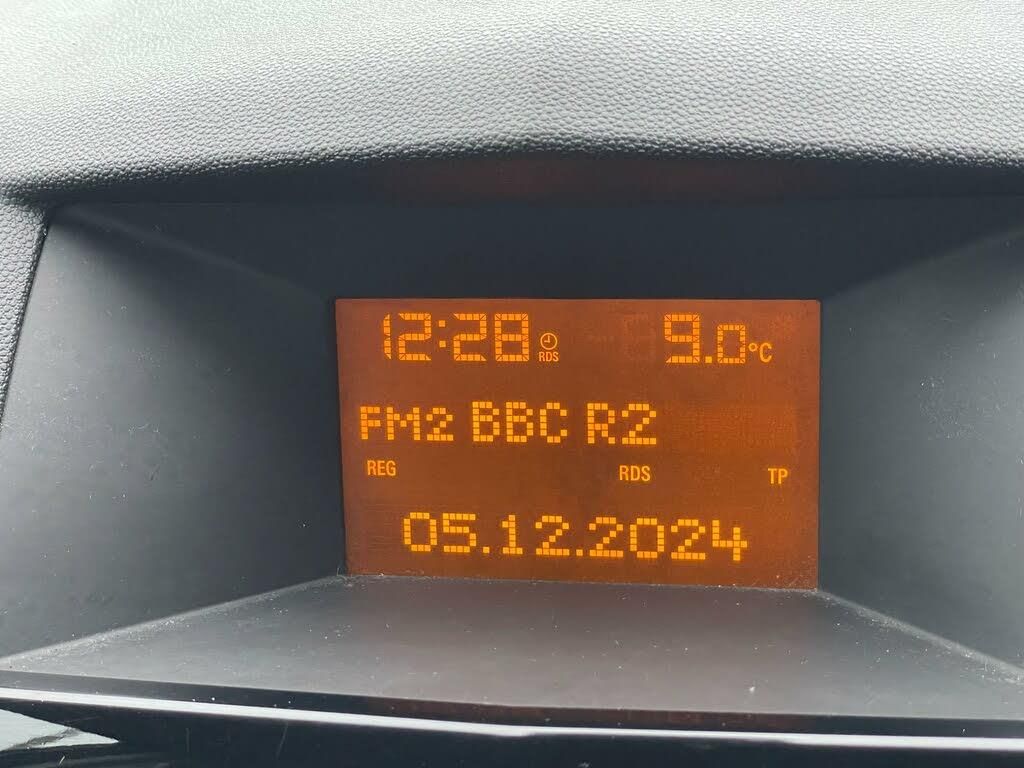 12:28 RDS 9.0°C
FM2 BBC R2
REG RDS TP
05.12.2024